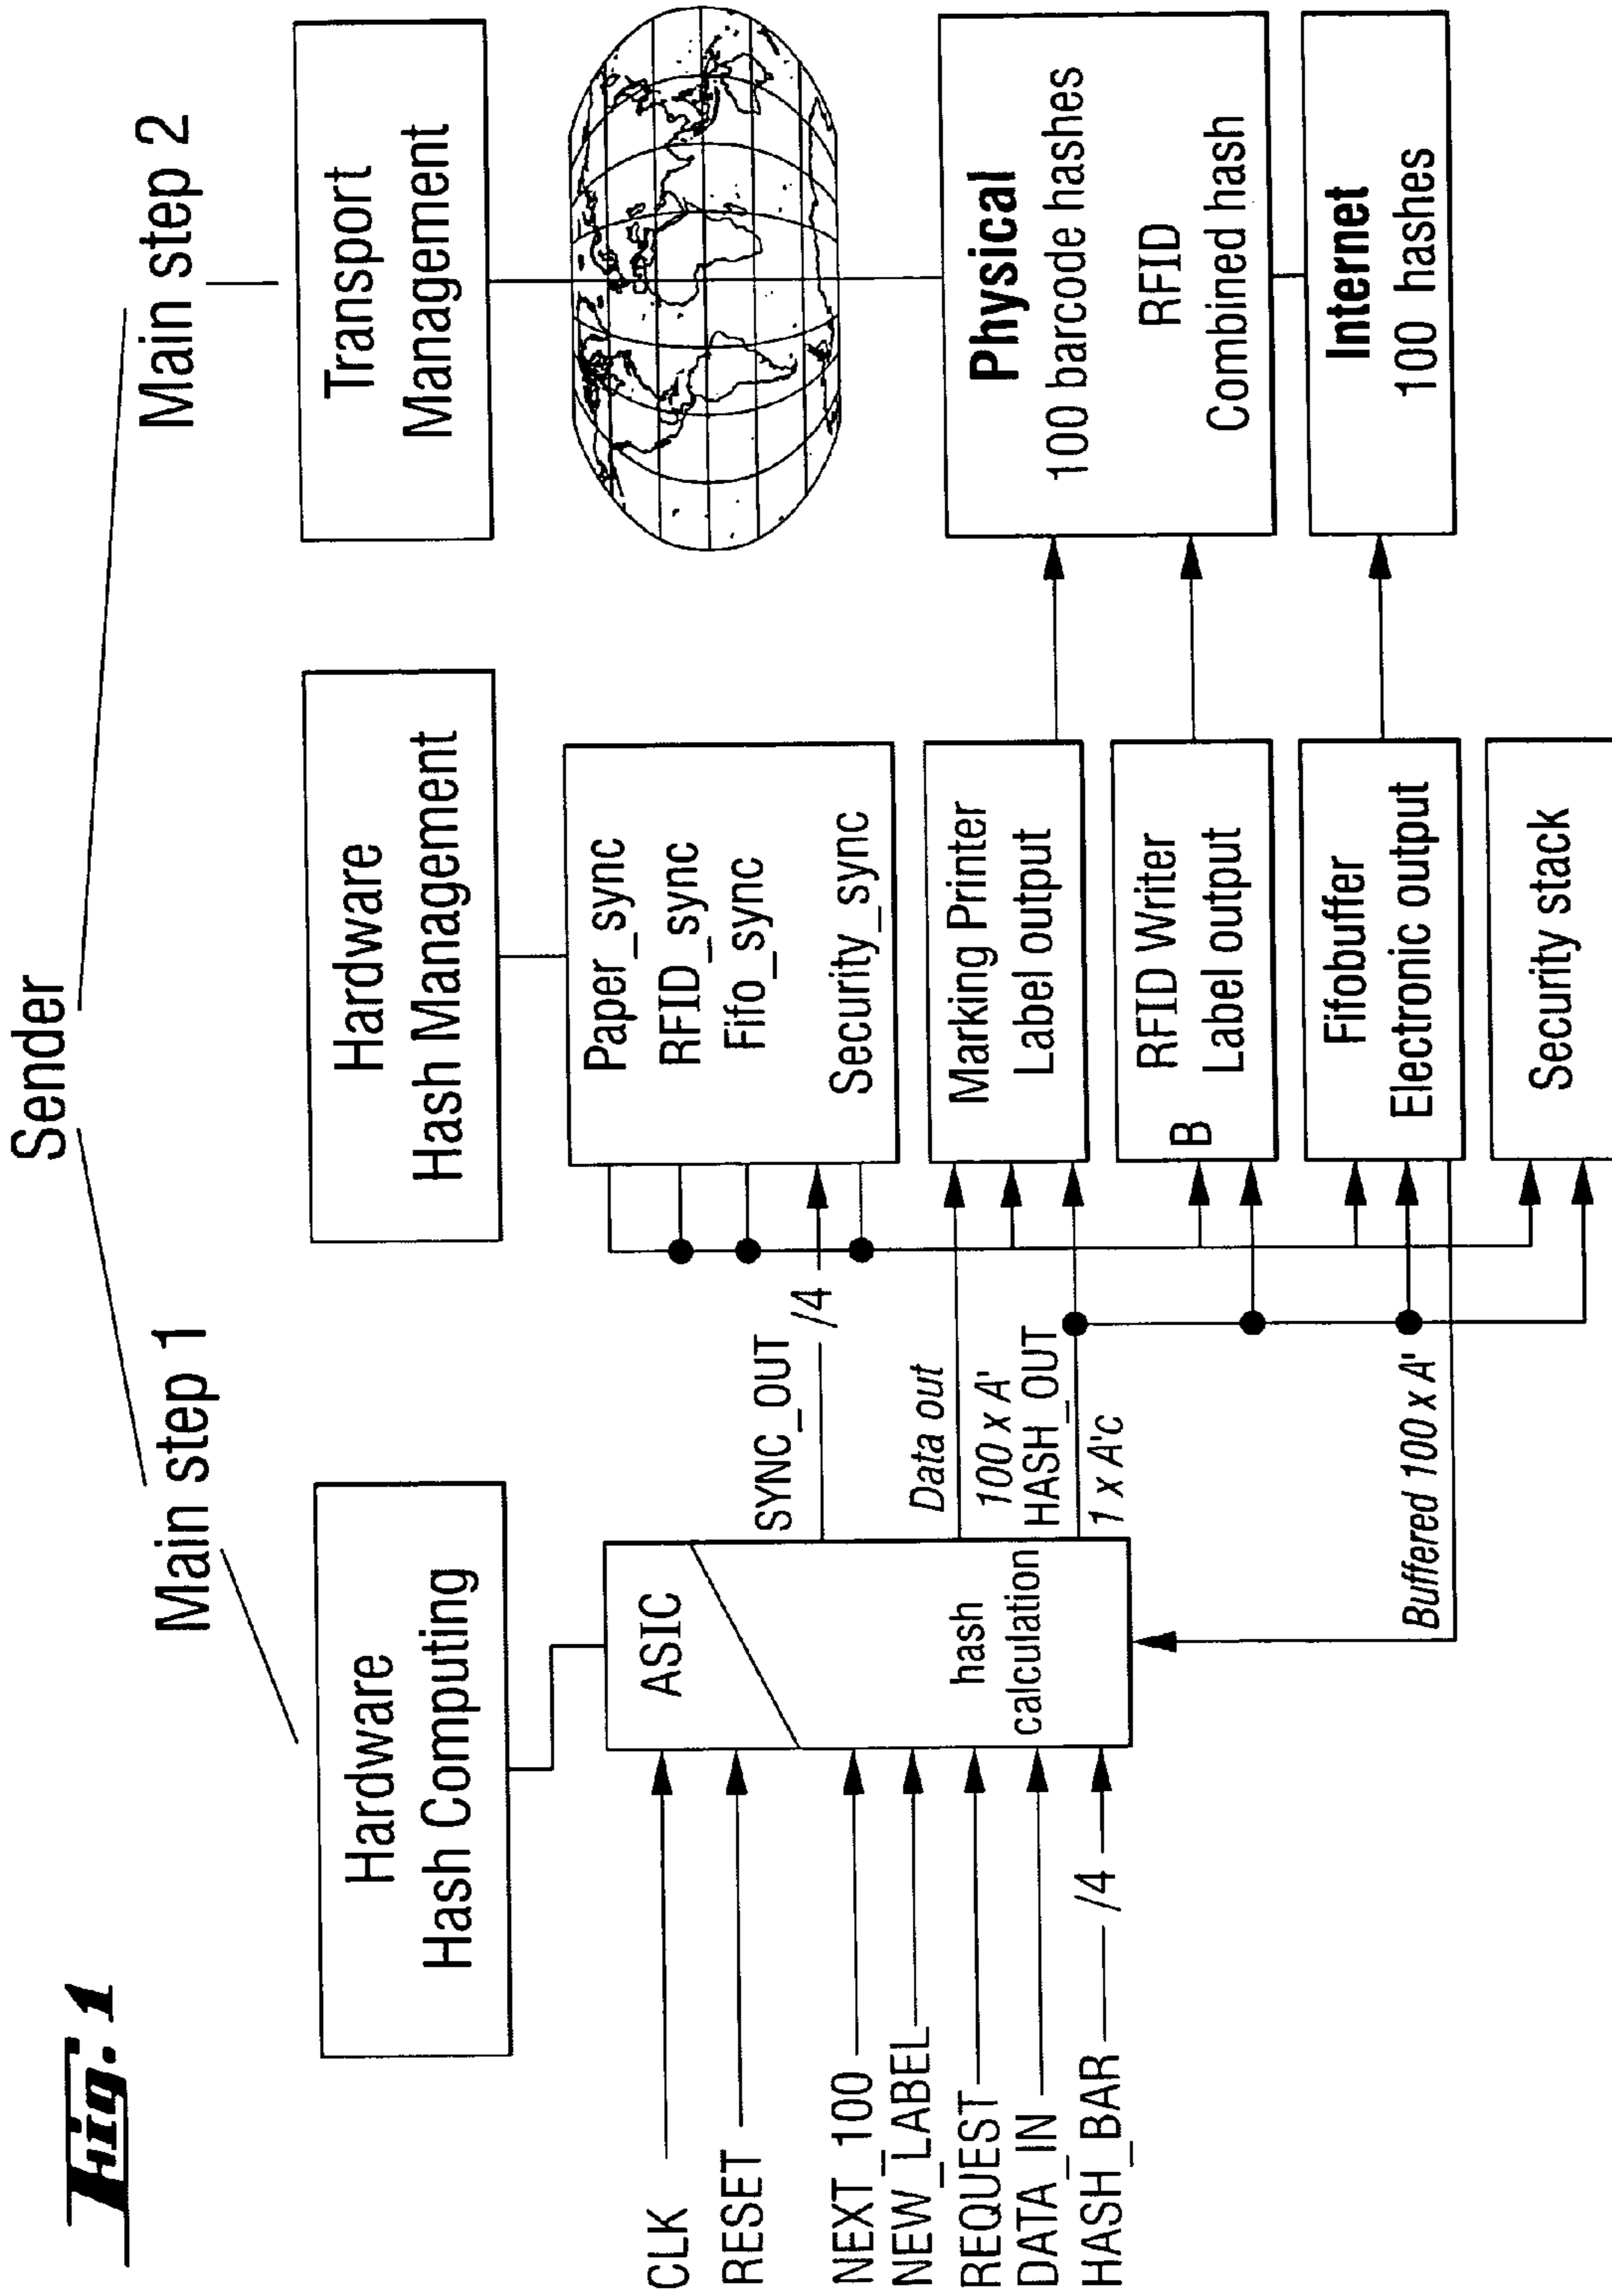 Fig. 1
Sender
Main step 1
Main step 2
Hardware
Hash Computing
Hardware
Hash Management
Transport
Management
CLK
RESET
NEXT_100
NEW_LABEL
REQUEST
DATA_IN
HASH_BAR
/4
ASIC
hash
calculation
SYNC_OUT
/4
Data out
100 x A'
HASH_OUT
1 x A'c
Buffered 100 x A'
Paper_sync
RFID_sync
Fifo_sync
Security_sync
Marking Printer
Label output
B
RFID Writer
Label output
Fifobuffer
Electronic output
Security stack
Physical
100 barcode hashes
RFID
Combined hash
Internet
100 hashes